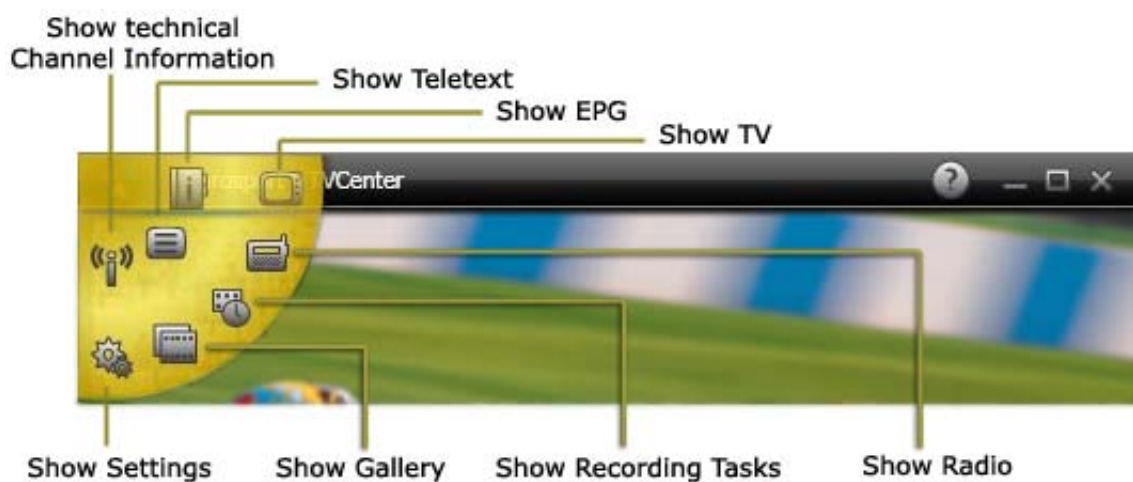 Show technical
Channel Information
Show Teletext
Show EPG
Show TV
TVCenter
?
Show Settings
Show Gallery
Show Recording Tasks
Show Radio